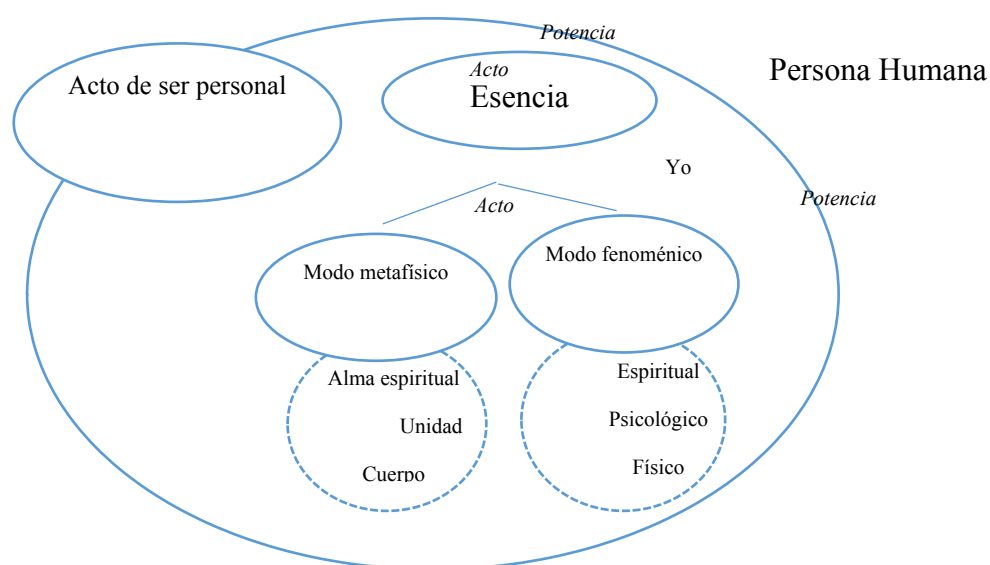 Potencia
Acto de ser personal
Acto
Esencia
Persona Humana
Yo
Potencia
Acto
Modo metafísico
Modo fenoménico
Alma espiritual
Unidad
Cuerpo
Espiritual
Psicológico
Físico